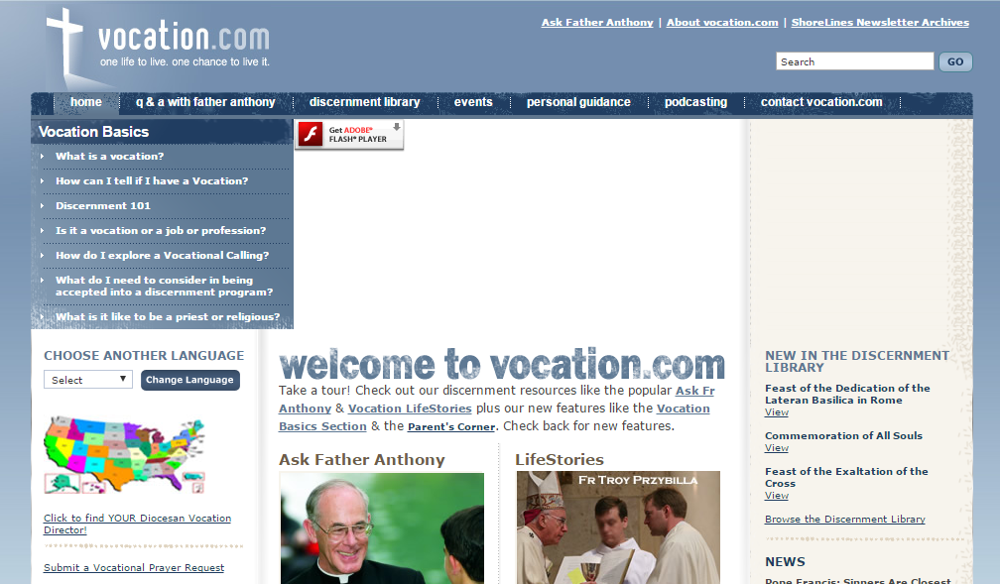 vocation.com
one life to live. one chance to live it.
Ask Father Anthony | About vocation.com | ShoreLines Newsletter Archives
Search
GO
home
q & a with father anthony
discernment library
events
personal guidance
podcasting
contact vocation.com
Vocation Basics
What is a vocation?
How can I tell if I have a Vocation?
Discernment 101
Is it a vocation or a job or profession?
How do I explore a Vocational Calling?
What do I need to consider in being
accepted into a discernment program?
What is it like to be a priest or religious?
Get ADOBE®
FLASH® PLAYER
CHOOSE ANOTHER LANGUAGE
Select
Change Language
Click to find YOUR Diocesan Vocation
Director!
Submit a Vocational Prayer Request
welcome to vocation.com
Take a tour! Check out our discernment resources like the popular Ask Fr
Anthony & Vocation LifeStories plus our new features like the Vocation
Basics Section & the Parent's Corner. Check back for new features.
Ask Father Anthony
LifeStories
FR TROY PRZYBILLA
NEW IN THE DISCERNMENT
LIBRARY
Feast of the Dedication of the
Lateran Basilica in Rome
View
Commemoration of All Souls
View
Feast of the Exaltation of the
Cross
View
Browse the Discernment Library
NEWS
Pope Francis: Sinners Are Closest